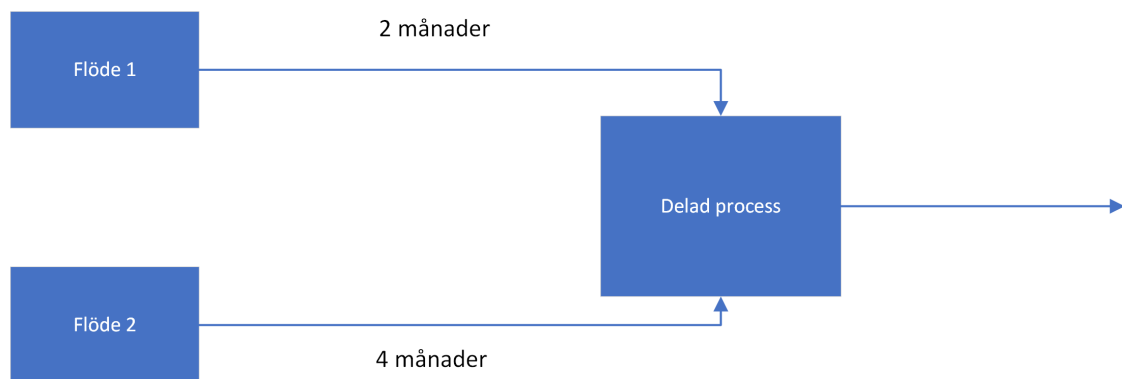 2 månader
Flöde 1
Delad process
Flöde 2
4 månader